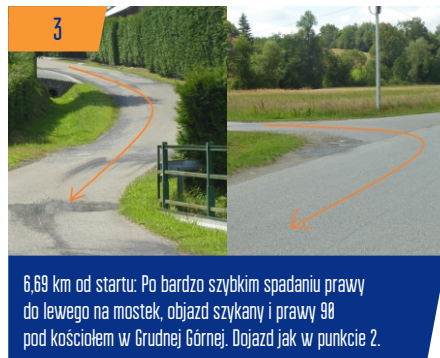 3
6,69 km od startu: Po bardzo szybkim spadaniu prawy
do lewego na mostek, objazd szykany i prawy 90
pod kościołem w Grudnej Górnej. Dojazd jak w punkcie 2.